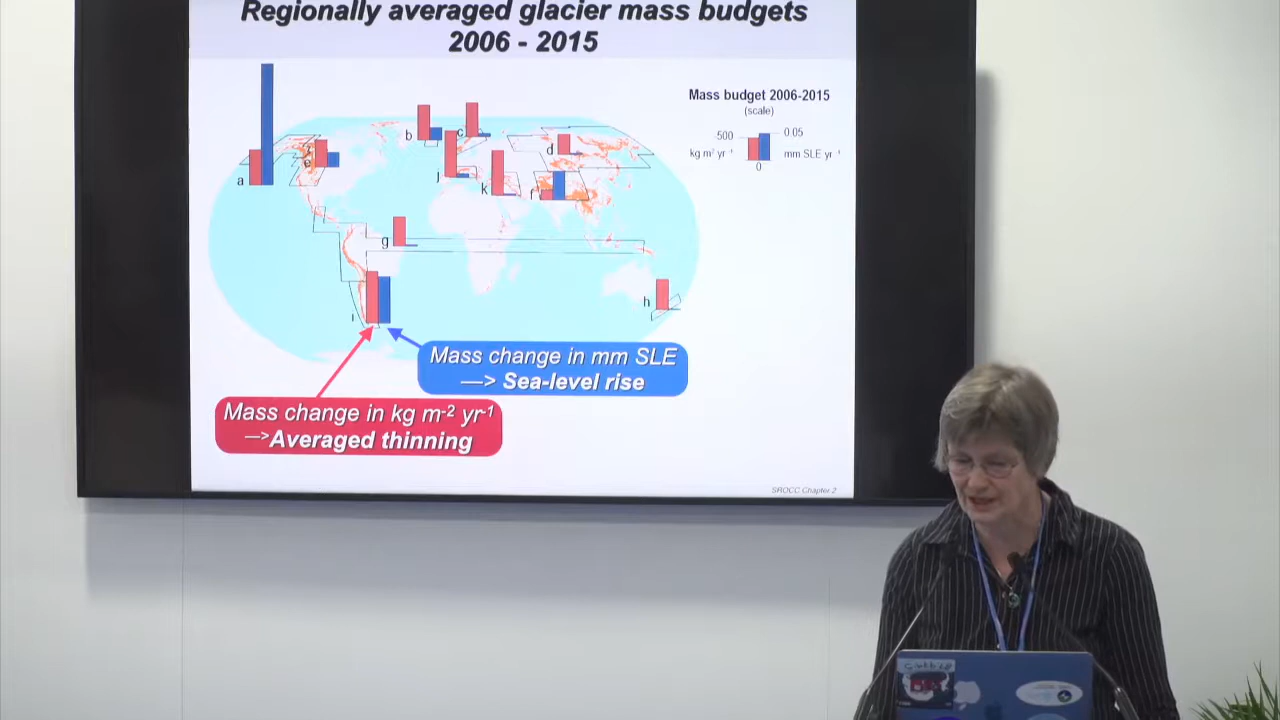 Regionally averaged glacier mass budgets
2006 - 2015
Mass budget 2006-2015
(scale)
500
0.05
kg m² yr⁻¹
mm SLE yr⁻¹
0
a
b
c
d
e
f
g
h
i
j
k
Mass change in mm SLE
—> Sea-level rise
Mass change in kg m-2 yr-1
—>Averaged thinning
SROCC Chapter 2